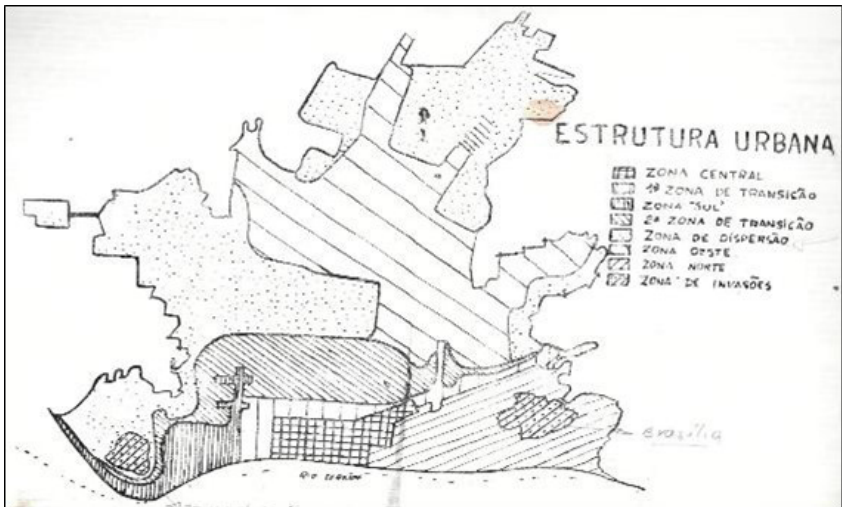 ESTRUTURA URBANA
ZONA CENTRAL
1ª ZONA DE TRANSIÇÃO
ZONA "SUL"
2ª ZONA DE TRANSIÇÃO
ZONA DE DISPERSÃO
ZONA OESTE
ZONA NORTE
ZONA DE INVASÕES
Brasília
RIO